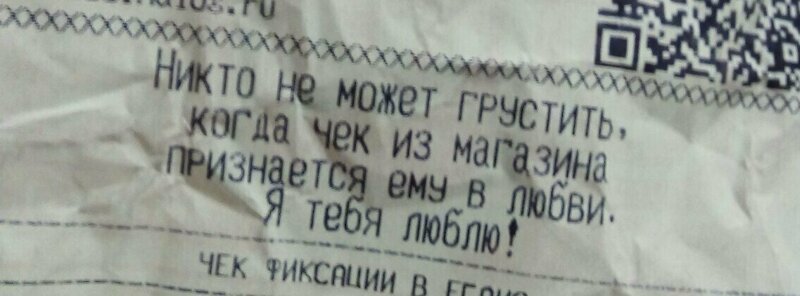 Никто не может грустить,
когда чек из магазина
признается ему в любви.
Я тебя люблю!
ЧЕК ФИКСАЦИИ В